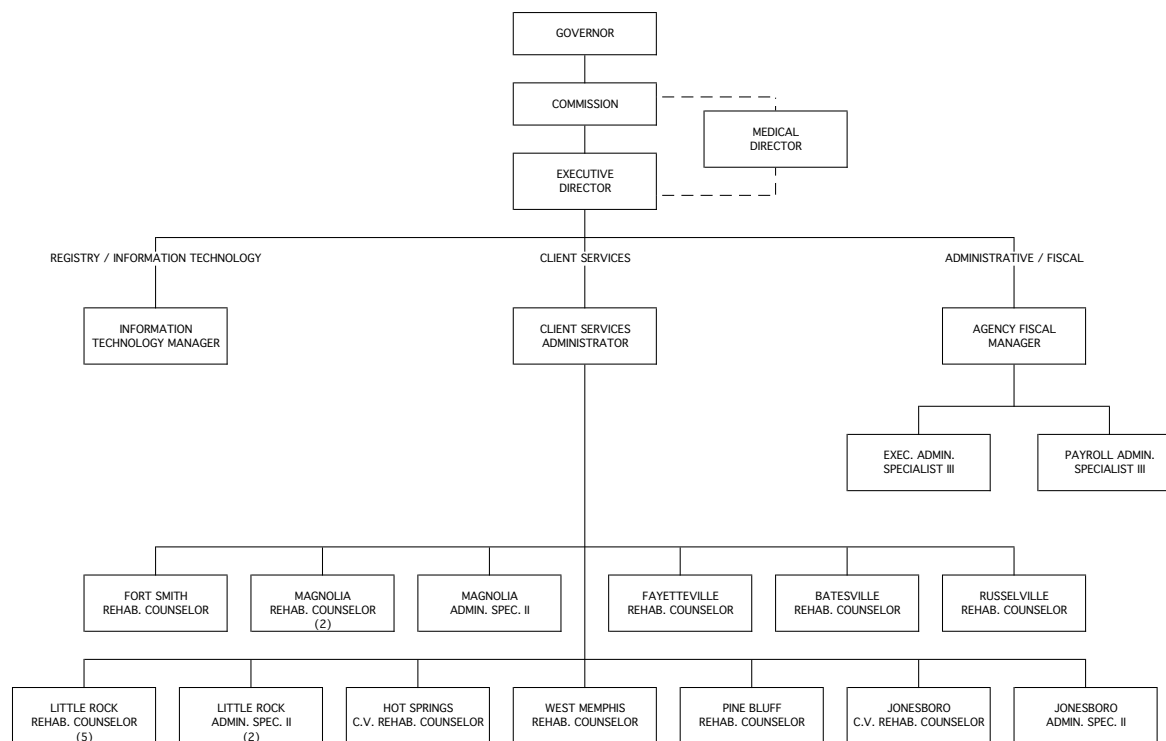 GOVERNOR
COMMISSION
MEDICAL
DIRECTOR
EXECUTIVE
DIRECTOR
REGISTRY / INFORMATION TECHNOLOGY
CLIENT SERVICES
ADMINISTRATIVE / FISCAL
INFORMATION
TECHNOLOGY MANAGER
CLIENT SERVICES
ADMINISTRATOR
AGENCY FISCAL
MANAGER
EXEC. ADMIN.
SPECIALIST III
PAYROLL ADMIN.
SPECIALIST III
FORT SMITH
REHAB. COUNSELOR
MAGNOLIA
REHAB. COUNSELOR
(2)
MAGNOLIA
ADMIN. SPEC. II
FAYETTEVILLE
REHAB. COUNSELOR
BATESVILLE
REHAB. COUNSELOR
RUSSELVILLE
REHAB. COUNSELOR
LITTLE ROCK
REHAB. COUNSELOR
(5)
LITTLE ROCK
ADMIN. SPEC. II
(2)
HOT SPRINGS
C.V. REHAB. COUNSELOR
WEST MEMPHIS
REHAB. COUNSELOR
PINE BLUFF
REHAB. COUNSELOR
JONESBORO
C.V. REHAB. COUNSELOR
JONESBORO
ADMIN. SPEC. II